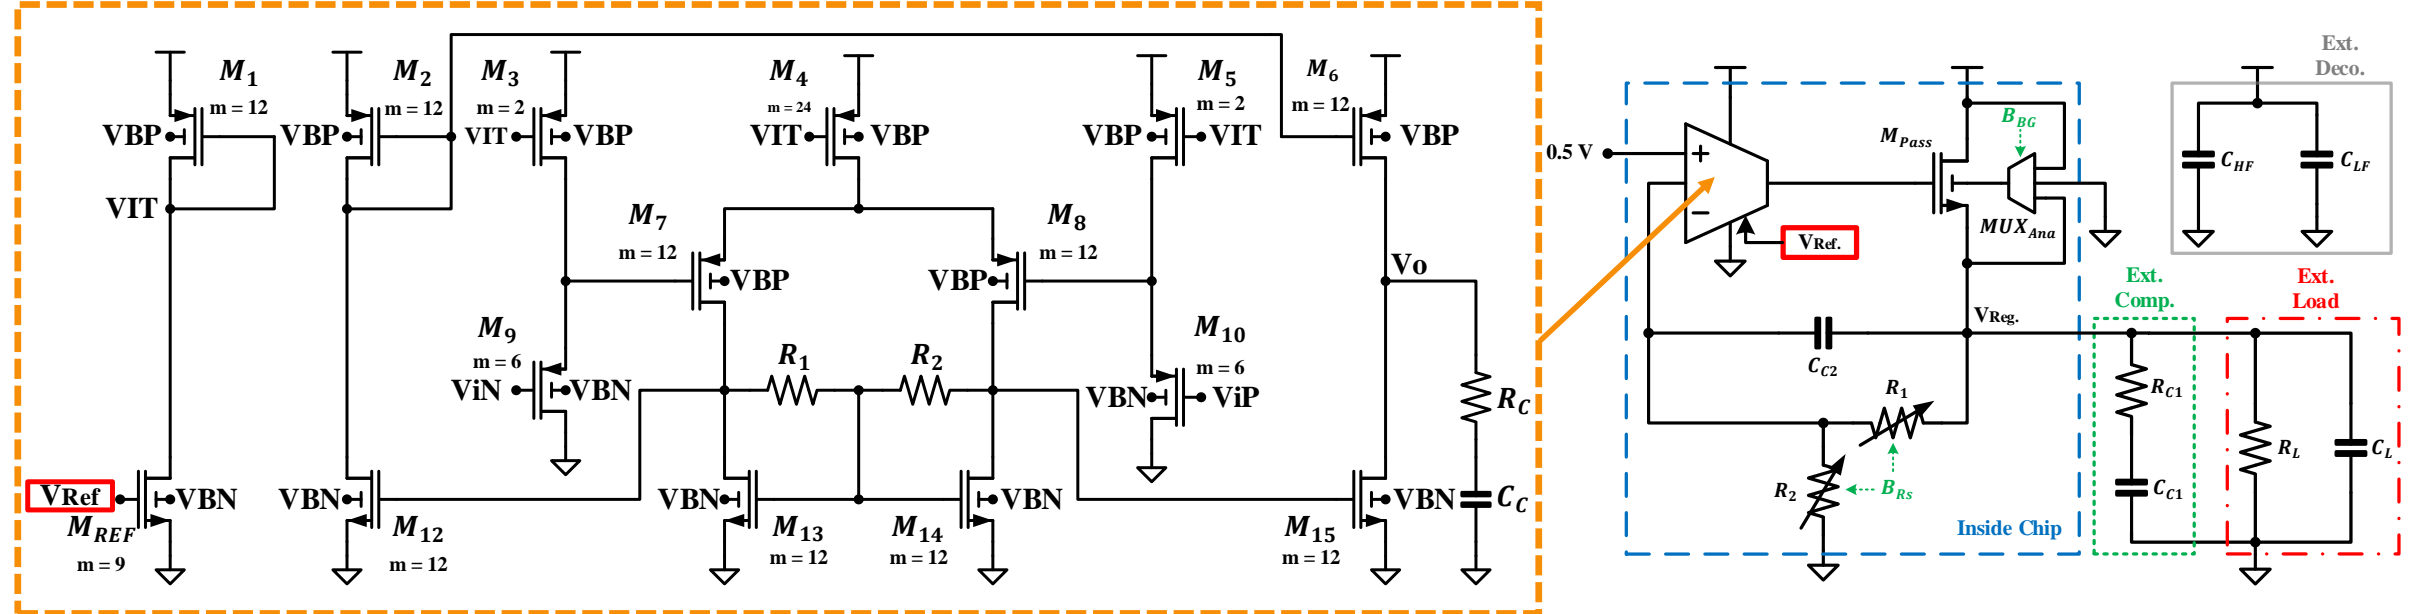 M1
m = 12
VBP
VIT
VRef
MREF
m = 9
VBN
M2
m = 12
VBP
VBN
M12
m = 12
M3
m = 2
VIT
VBP
M9
m = 6
ViN
VBN
M4
m = 24
VIT
VBP
M7
m = 12
VBP
M8
m = 12
VBP
R1
R2
VBN
M13
m = 12
M14
m = 12
VBN
M5
m = 2
VBP
VIT
M10
m = 6
VBN
ViP
M6
m = 12
VBP
Vo
RC
CC
VBN
M15
m = 12
0.5 V
+
−
VRef.
MPass
BBG
MUXAna
VReg.
CC2
R1
R2
BRs
Inside Chip
Ext.
Deco.
CHF
CLF
Ext.
Comp.
RC1
CC1
Ext.
Load
RL
CL